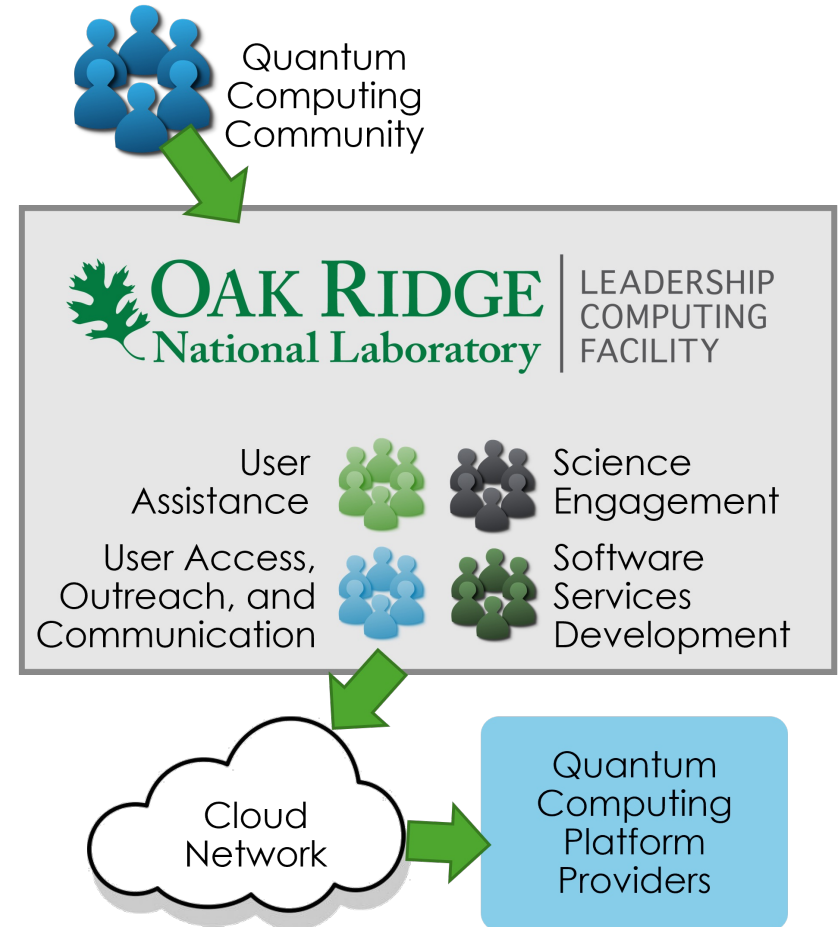 Quantum
Computing
Community
OAK RIDGE
National Laboratory
LEADERSHIP
COMPUTING
FACILITY
User
Assistance
Science
Engagement
User Access,
Outreach, and
Communication
Software
Services
Development
Cloud
Network
Quantum
Computing
Platform
Providers